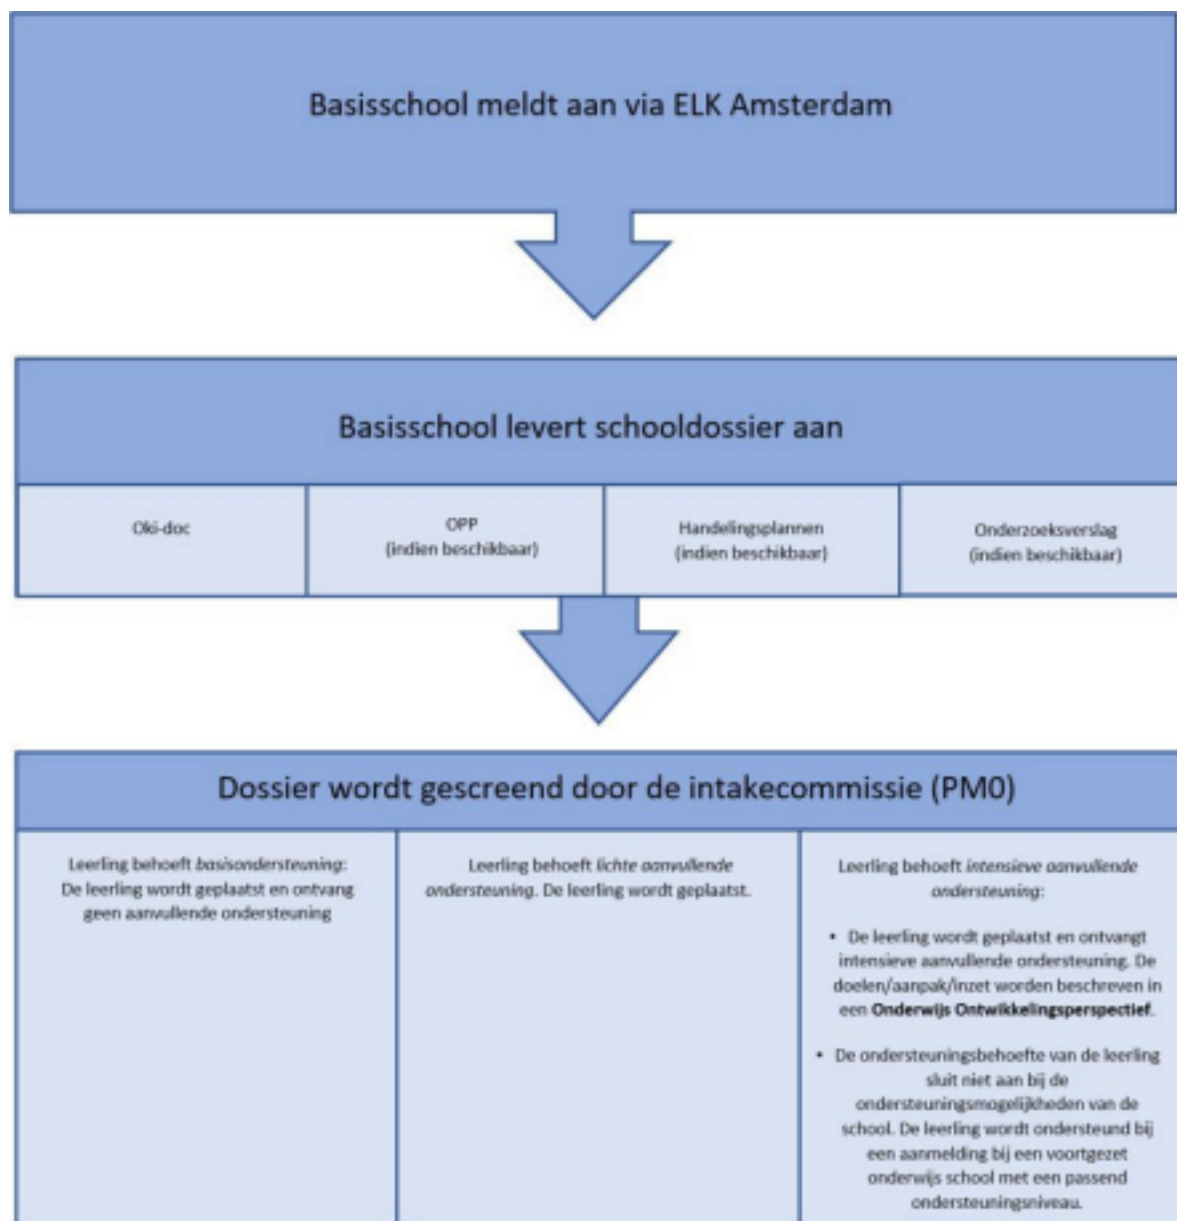 Basisschool meldt aan via ELK Amsterdam
Basisschool levert schooldossier aan
Oki-doc
OPP
(indien beschikbaar)
Handelingsplannen
(indien beschikbaar)
Onderzoeksverslag
(indien beschikbaar)
Dossier wordt gescreend door de intakecommissie (PM0)
Leerling behoeft basisondersteuning:
De leerling wordt geplaatst en ontvang
geen aanvullende ondersteuning
Leerling behoeft lichte aanvullende
ondersteuning. De leerling wordt geplaatst.
Leerling behoeft intensieve aanvullende
ondersteuning:
• De leerling wordt geplaatst en ontvangt
intensieve aanvullende ondersteuning. De
doelen/aanpak/inzet worden beschreven in
een Onderwijs Ontwikkelingsperspectief.
• De ondersteuningsbehoefte van de leerling
sluit niet aan bij de
ondersteuningsmogelijkheden van de
school. De leerling wordt ondersteund bij
een aanmelding bij een voortgezet
onderwijs school met een passend
ondersteuningsniveau.